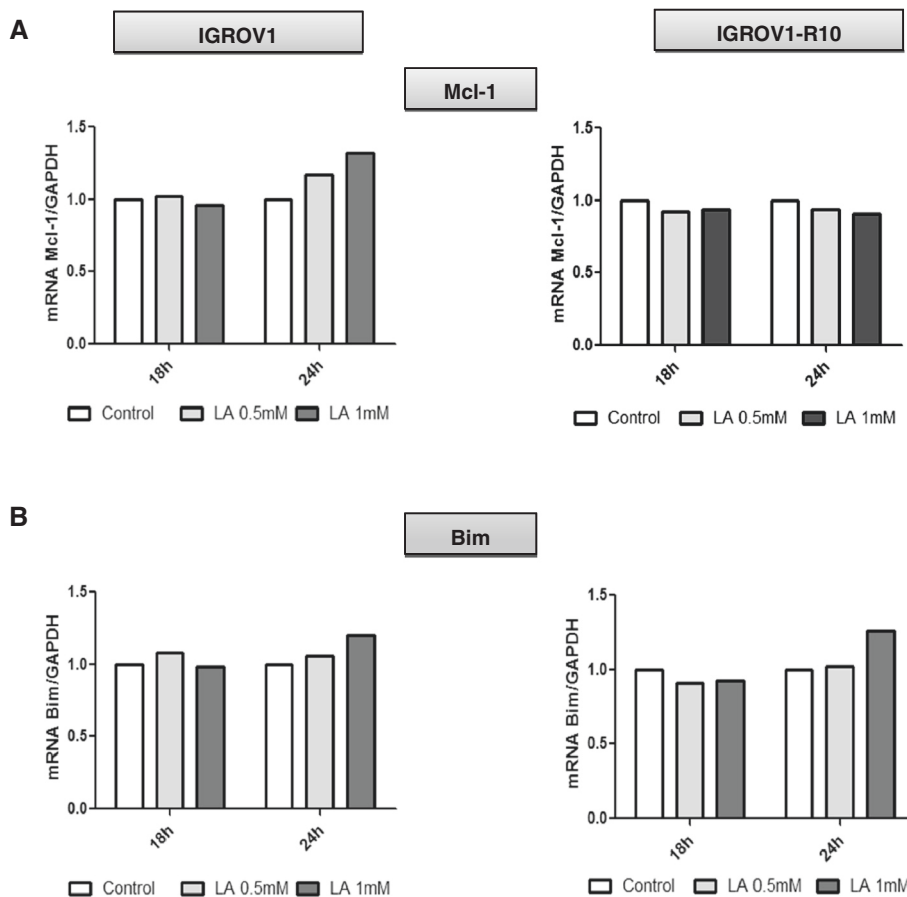 A
IGROV1
IGROV1-R10
Mcl-1
mRNA Mcl-1/GAPDH
1.5
1.0
0.5
0.0
18h
24h
Control
LA 0.5mM
LA 1mM
mRNA Mcl-1/GAPDH
1.5
1.0
0.5
0.0
18h
24h
Control
LA 0.5mM
LA 1mM
B
Bim
mRNA Bim/GAPDH
1.5
1.0
0.5
0.0
18h
24h
Control
LA 0.5mM
LA 1mM
mRNA Bim/GAPDH
1.5
1.0
0.5
0.0
18h
24h
Control
LA 0.5mM
LA 1mM